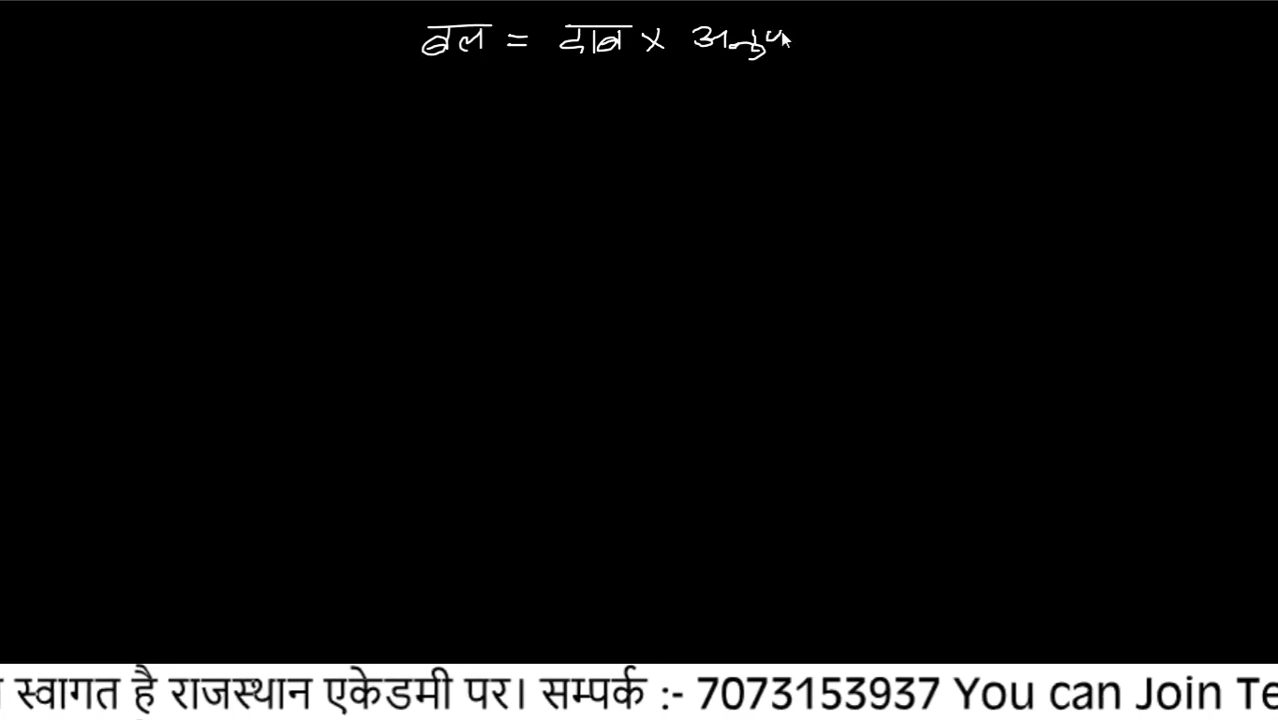 बल = दाब × अनुप
स्वागत है राजस्थान एकेडमी पर। सम्पर्क :- 7073153937 You can Join Te